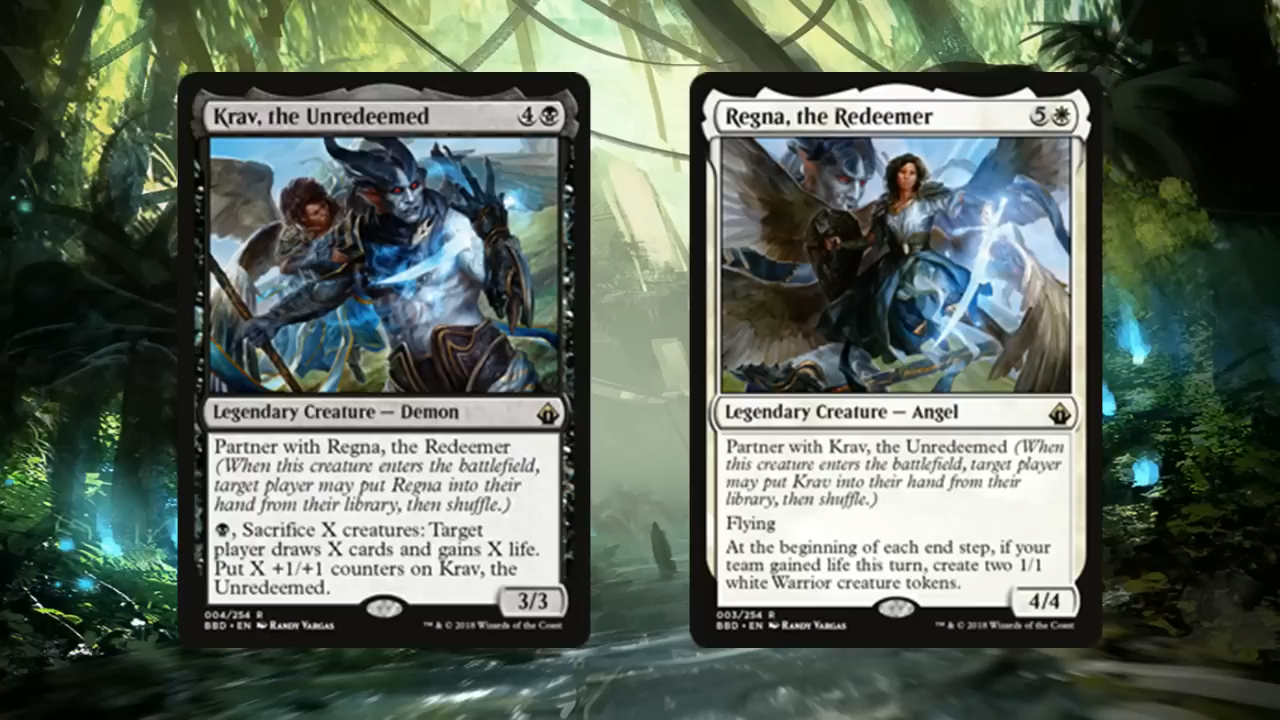 Krav, the Unredeemed 4
Legendary Creature — Demon
Partner with Regna, the Redeemer
(When this creature enters the battlefield,
target player may put Regna into their
hand from their library, then shuffle.)
, Sacrifice X creatures: Target
player draws X cards and gains X life.
Put X +1/+1 counters on Krav, the
Unredeemed.
3/3
004/254 R
BBD • EN RANDY VARGAS
™ & © 2018 Wizards of the Coast
Regna, the Redeemer 5
Legendary Creature — Angel
Partner with Krav, the Unredeemed (When
this creature enters the battlefield, target player
may put Krav into their hand from their
library, then shuffle.)
Flying
At the beginning of each end step, if your
team gained life this turn, create two 1/1
white Warrior creature tokens.
4/4
003/254 R
BBD • EN RANDY VARGAS
™ & © 2018 Wizards of the Coast